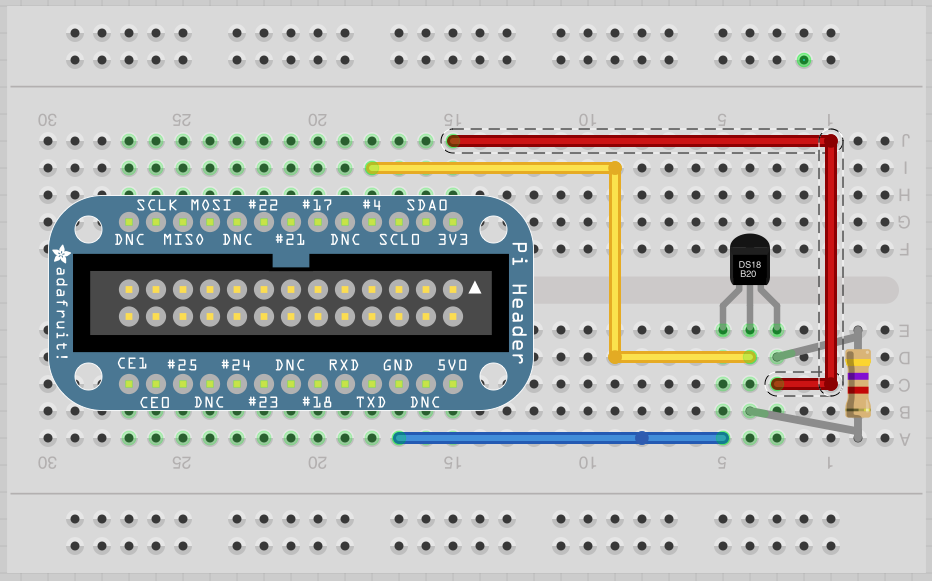 30 25 20 15 10 5 1
J
I
H
G
F
SCLK MOSI #22 #17 #4 SDA0
DNC MISO DNC #21 DNC SCL0 3V3
Pi Header
adafruit!
DS18
B20
E
D
C
B
A
CE1 #25 #24 DNC RXD GND 5V0
CE0 DNC #23 #18 TXD DNC
30 25 20 15 10 5 1